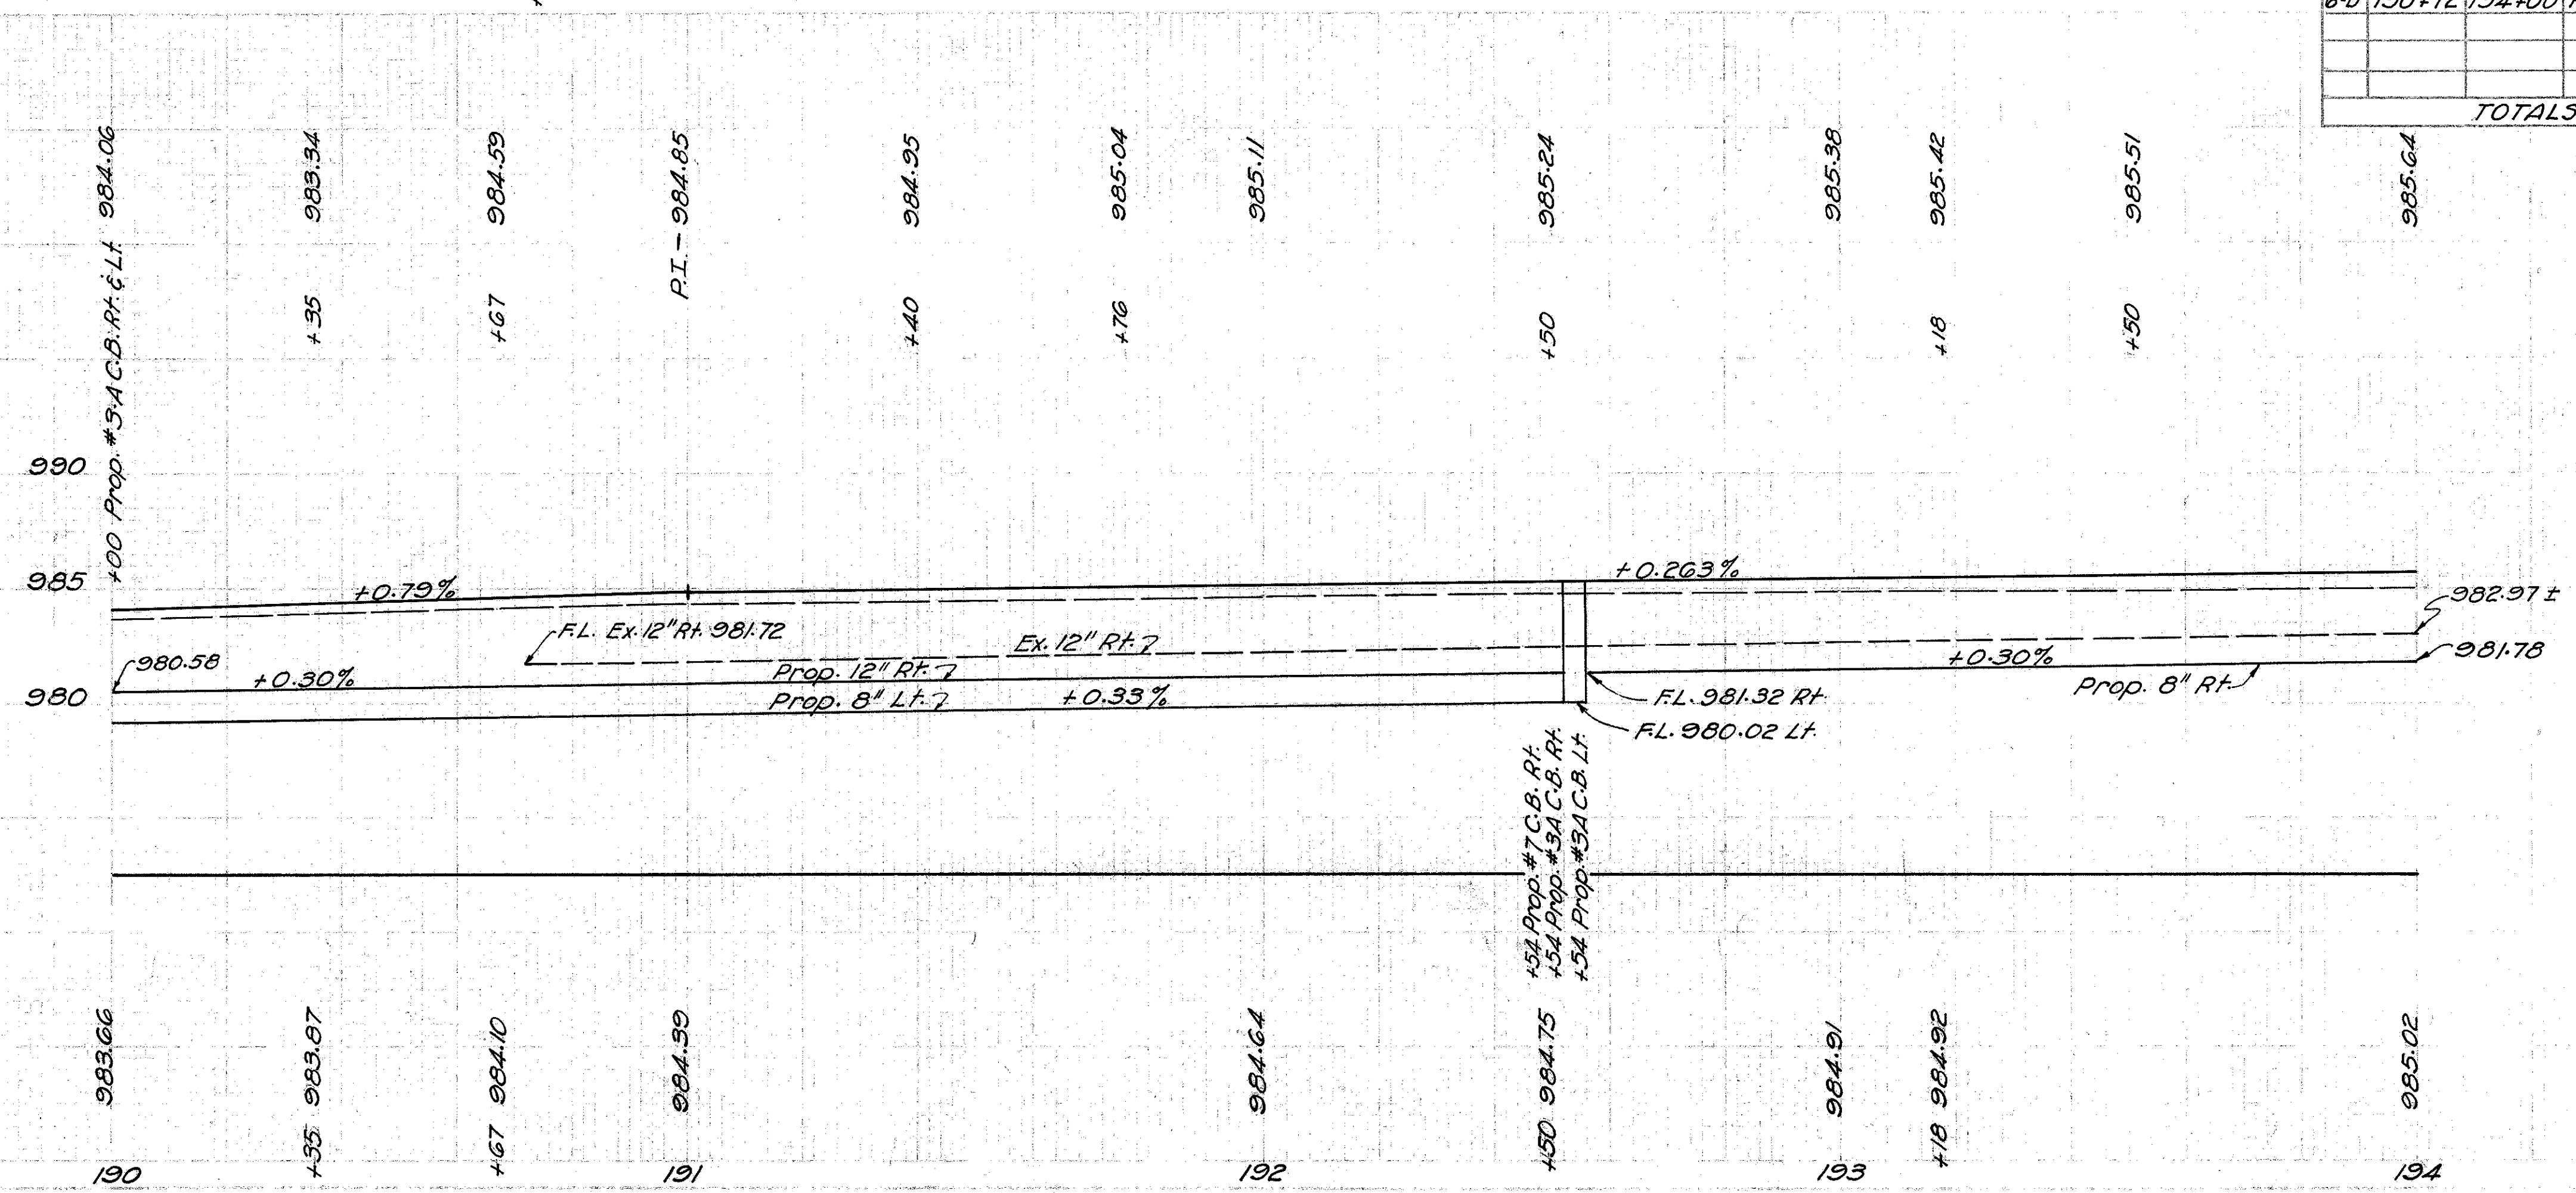 6-D 190+12 194+00
TOTALS
+00 Prop. #3-A C.B. Rt. & Lt. 984.06
+35 983.34
+67 984.59
P.I. - 984.85
+40 984.95
+76 985.04
985.11
+50 985.24
985.38
+18 985.42
+50 985.51
985.64
990
985
980
+0.79%
+0.263%
982.97 ±
F.L. Ex. 12" Rt. 981.72
Ex. 12" Rt.
980.58
+0.30%
Prop. 12" Rt.
+0.30%
981.78
Prop. 8" Lt.
+0.33%
F.L. 981.32 Rt.
Prop. 8" Rt.
F.L. 980.02 Lt.
+54 Prop. #7 C.B. Rt.
+54 Prop. #3A C.B. Rt.
+54 Prop. #3A C.B. Lt.
983.66
+35 983.87
+67 984.10
984.39
984.64
+50 984.75
984.91
+18 984.92
985.02
190
191
192
193
194